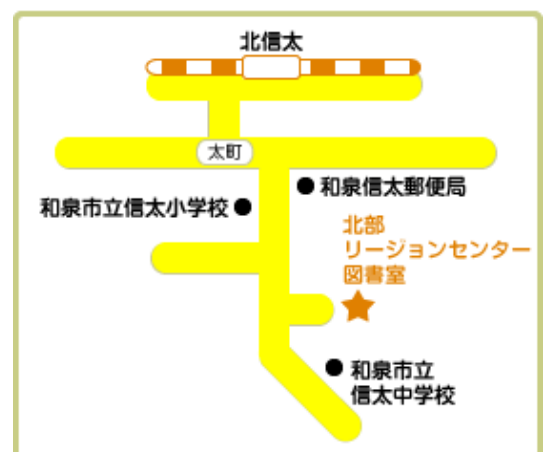 北信太
太町
和泉信太郵便局
和泉市立信太小学校
北部
リージョンセンター
図書室
和泉市立
信太中学校